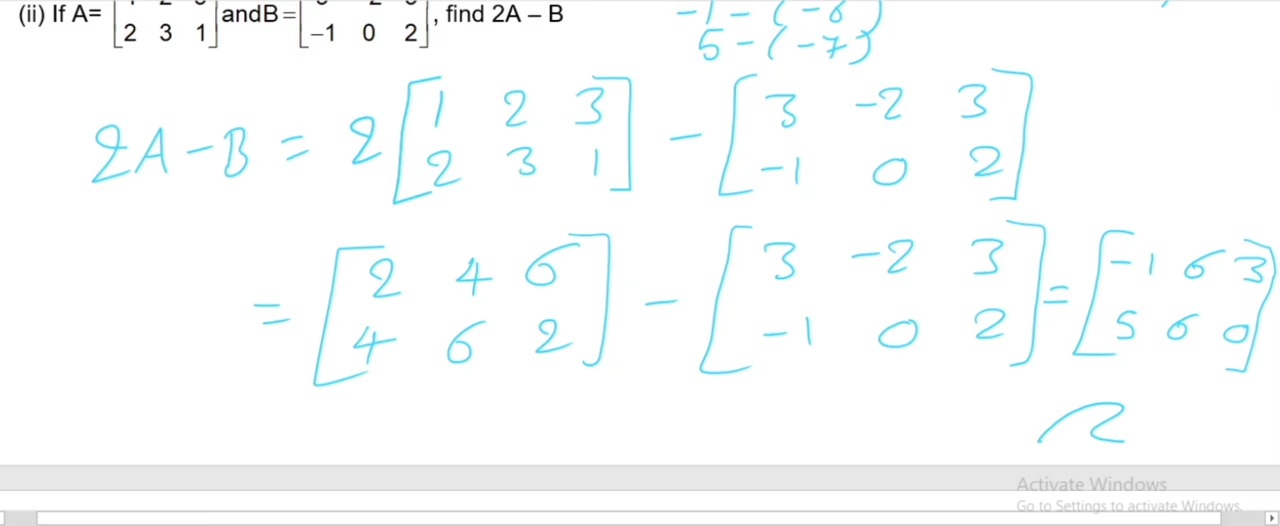 -1 - (-6)
(ii) If A= [2 3 1] and B = [-1 0 2], find 2A – B
5 - (-7)
2A - B = 2 [1 2 3 - [3 -2 3
2 3 1] -1 0 2]
= [2 4 6 - [3 -2 3 = [-1 6 3
4 6 2] -1 0 2] 5 6 0]
Activate Windows
Go to Settings to activate Windows.